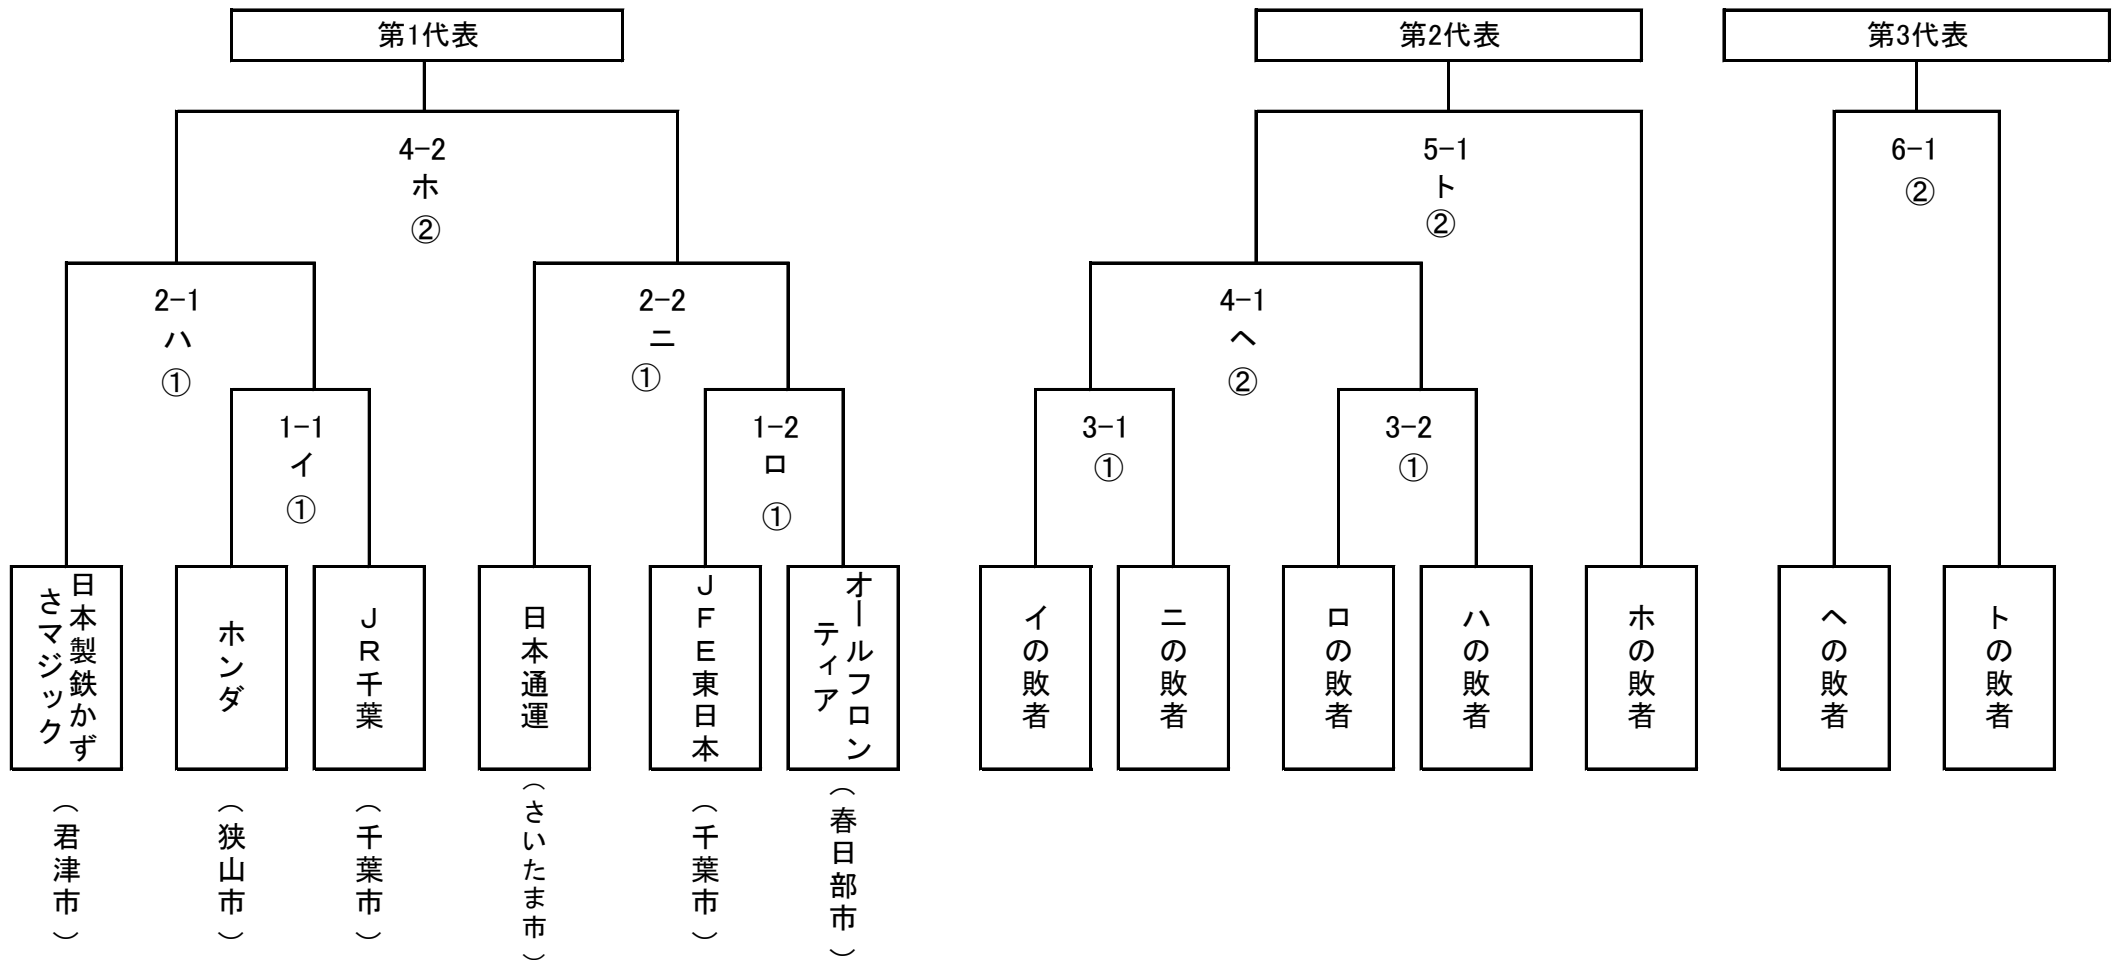 第1代表
第2代表
第3代表
4-2
ホ
②
5-1
ト
②
6-1
②
2-1
ハ
①
2-2
ニ
①
4-1
ヘ
②
1-1
イ
①
1-2
ロ
①
3-1
①
3-2
①
日本製鉄かず
さマジック
ホンダ
ＪＲ千葉
日本通運
ＪＦＥ東日本
オールフロン
ティア
イの敗者
ニの敗者
ロの敗者
ハの敗者
ホの敗者
ヘの敗者
トの敗者
（君津市）
（狭山市）
（千葉市）
（さいたま市）
（千葉市）
（春日部市）